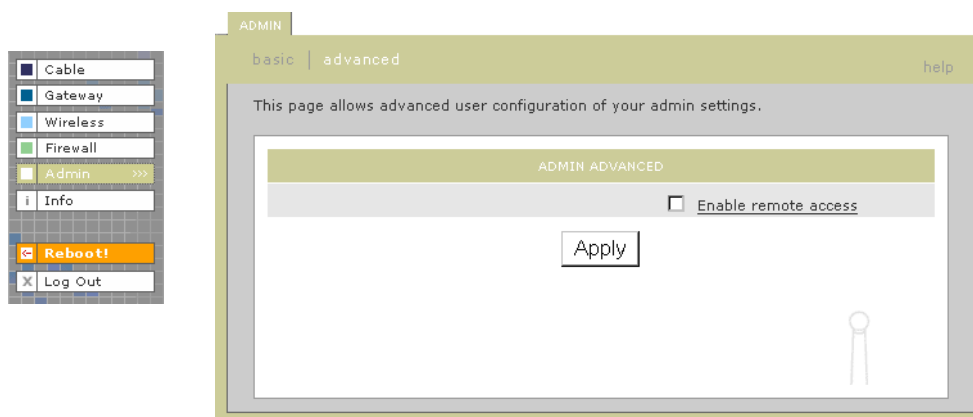 Cable
Gateway
Wireless
Firewall
Admin >>>
i Info
Reboot!
X Log Out
ADMIN
basic | advanced
help
This page allows advanced user configuration of your admin settings.
ADMIN ADVANCED
Enable remote access
Apply